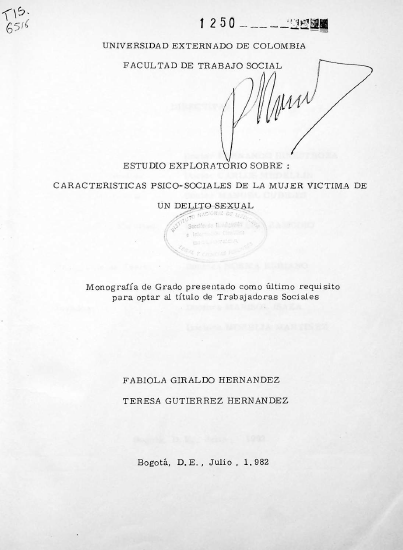 TIS.
6516
1250
UNIVERSIDAD EXTERNADO DE COLOMBIA
FACULTAD DE TRABAJO SOCIAL
ESTUDIO EXPLORATORIO SOBRE :
CARACTERISTICAS PSICO-SOCIALES DE LA MUJER VICTIMA DE
UN DELITO SEXUAL
Monografía de Grado presentado como último requisito
para optar al título de Trabajadoras Sociales
FABIOLA GIRALDO HERNANDEZ
TERESA GUTIERREZ HERNANDEZ
Bogotá, D.E., Julio . 1.982